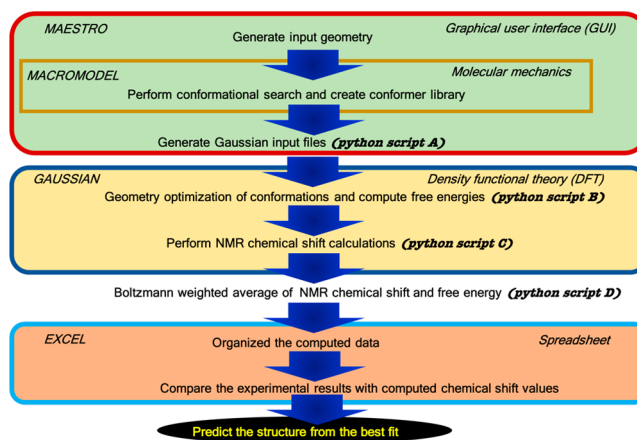 MAESTRO Graphical user interface (GUI)
Generate input geometry
MACROMODEL Molecular mechanics
Perform conformational search and create conformer library
Generate Gaussian input files (python script A)
GAUSSIAN Density functional theory (DFT)
Geometry optimization of conformations and compute free energies (python script B)
Perform NMR chemical shift calculations (python script C)
Boltzmann weighted average of NMR chemical shift and free energy (python script D)
EXCEL Spreadsheet
Organized the computed data
Compare the experimental results with computed chemical shift values
Predict the structure from the best fit